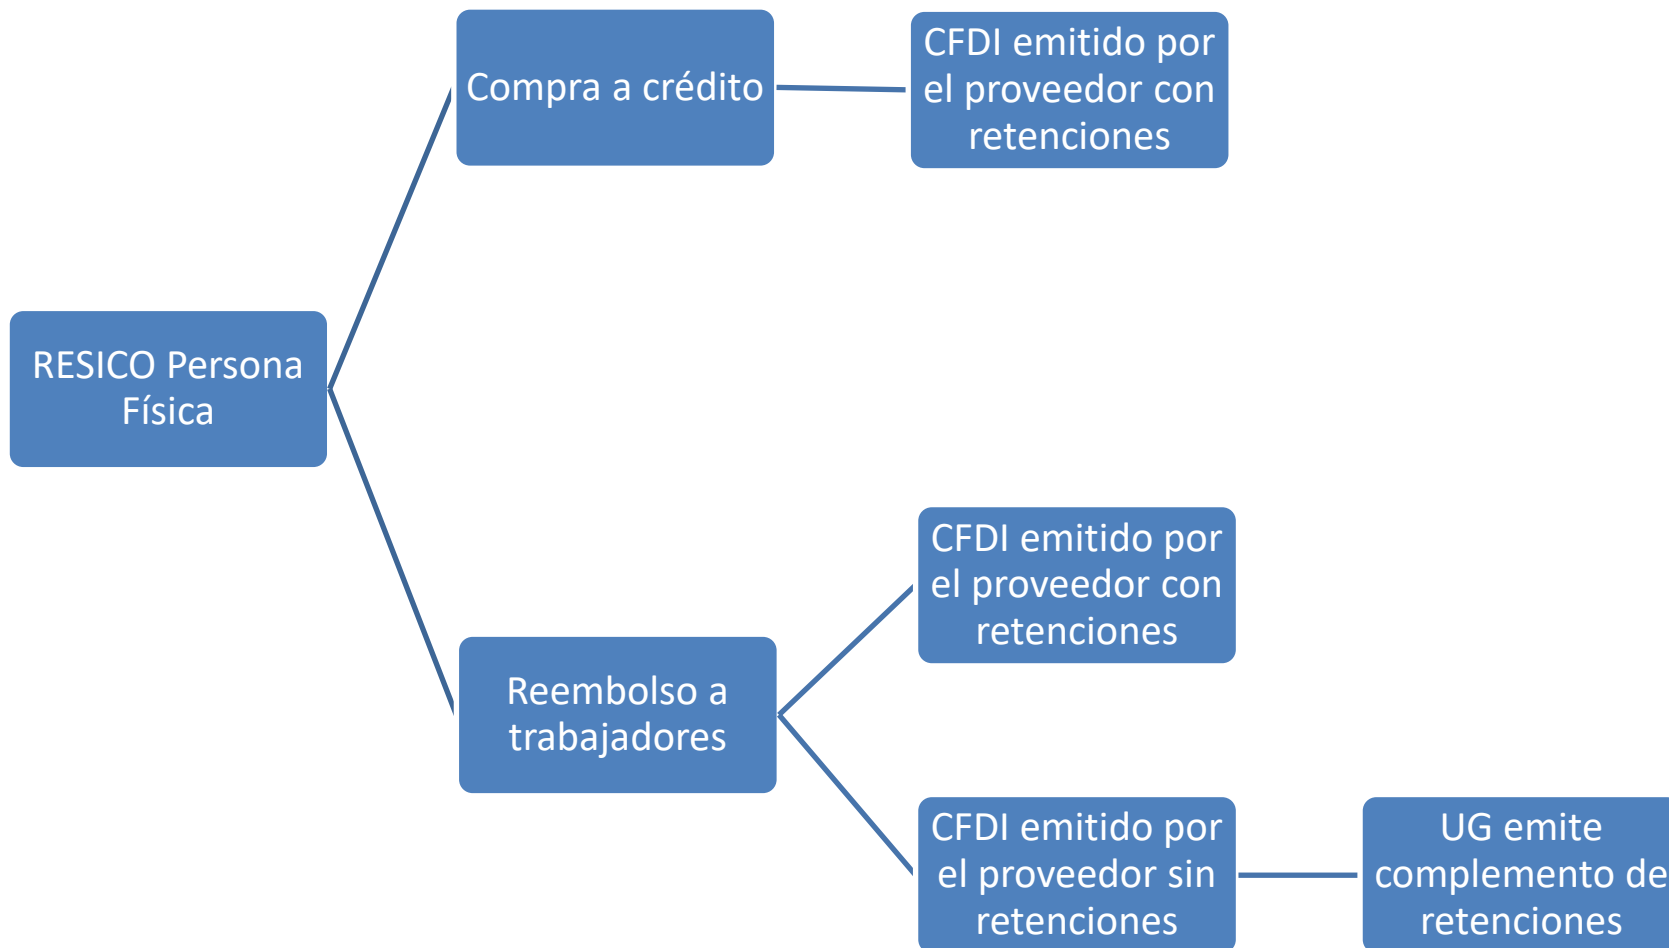 RESICO Persona
Física
Compra a crédito
CFDI emitido por
el proveedor con
retenciones
Reembolso a
trabajadores
CFDI emitido por
el proveedor con
retenciones
CFDI emitido por
el proveedor sin
retenciones
UG emite
complemento de
retenciones